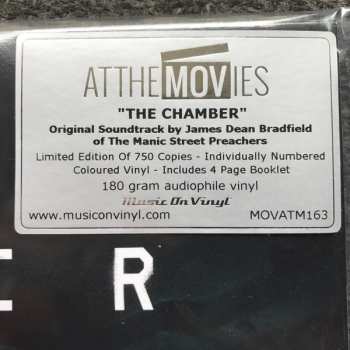 ATTHEMOVIES
"THE CHAMBER"
Original Soundtrack by James Dean Bradfield
of The Manic Street Preachers
Limited Edition Of 750 Copies - Individually Numbered
Coloured Vinyl - Includes 4 Page Booklet
180 gram audiophile vinyl
Music On Vinyl
www.musiconvinyl.com MOVATM163
R